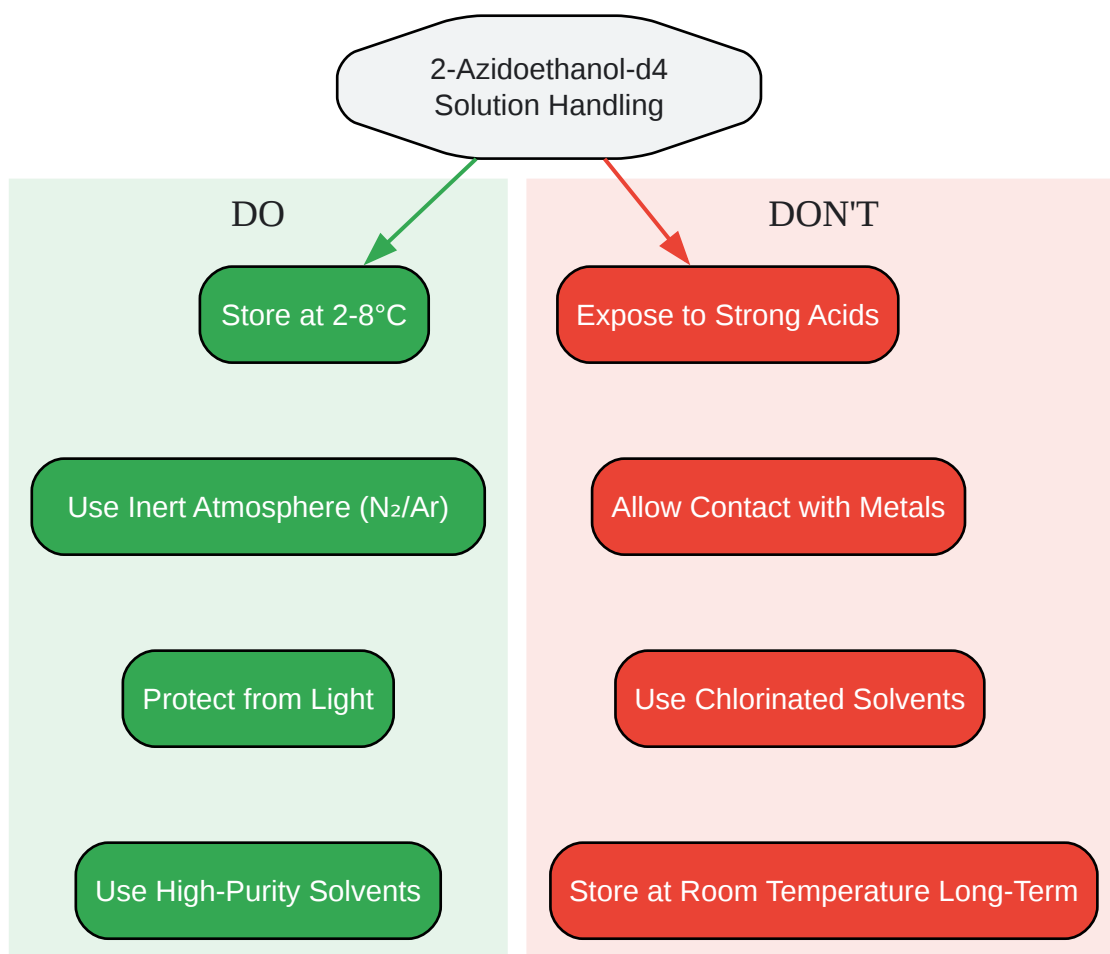 2-Azidoethanol-d4
Solution Handling
DO
Store at 2-8°C
Use Inert Atmosphere (N₂/Ar)
Protect from Light
Use High-Purity Solvents
DON'T
Expose to Strong Acids
Allow Contact with Metals
Use Chlorinated Solvents
Store at Room Temperature Long-Term